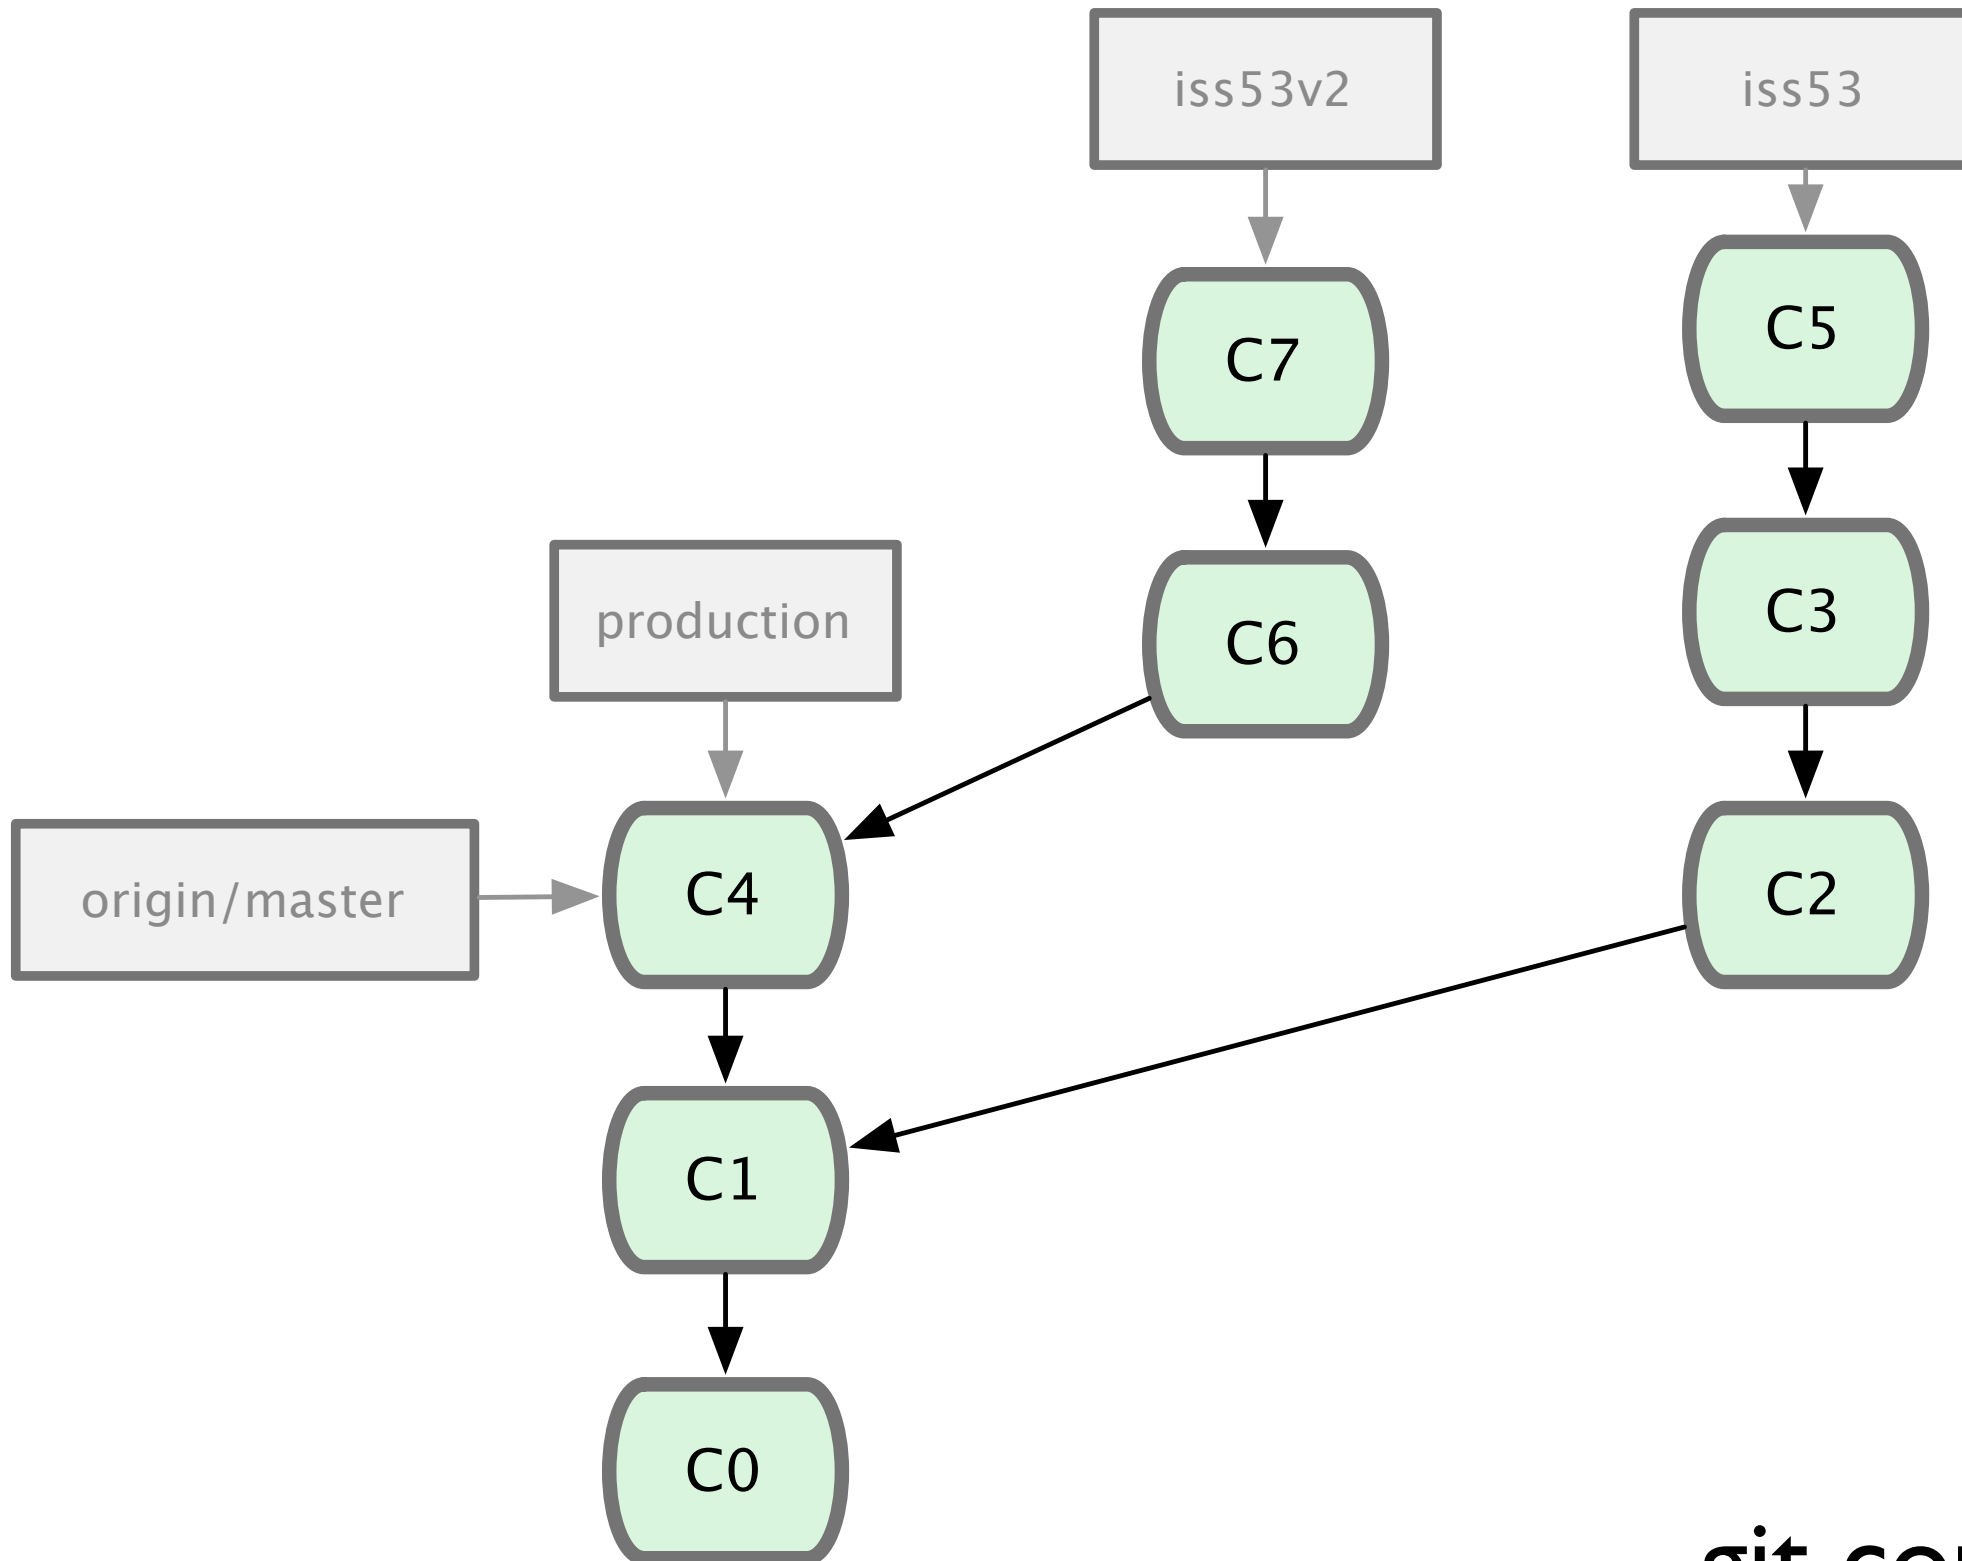 iss53v2
iss53
C7
C5
C6
C3
production
C4
C2
origin/master
C1
C0